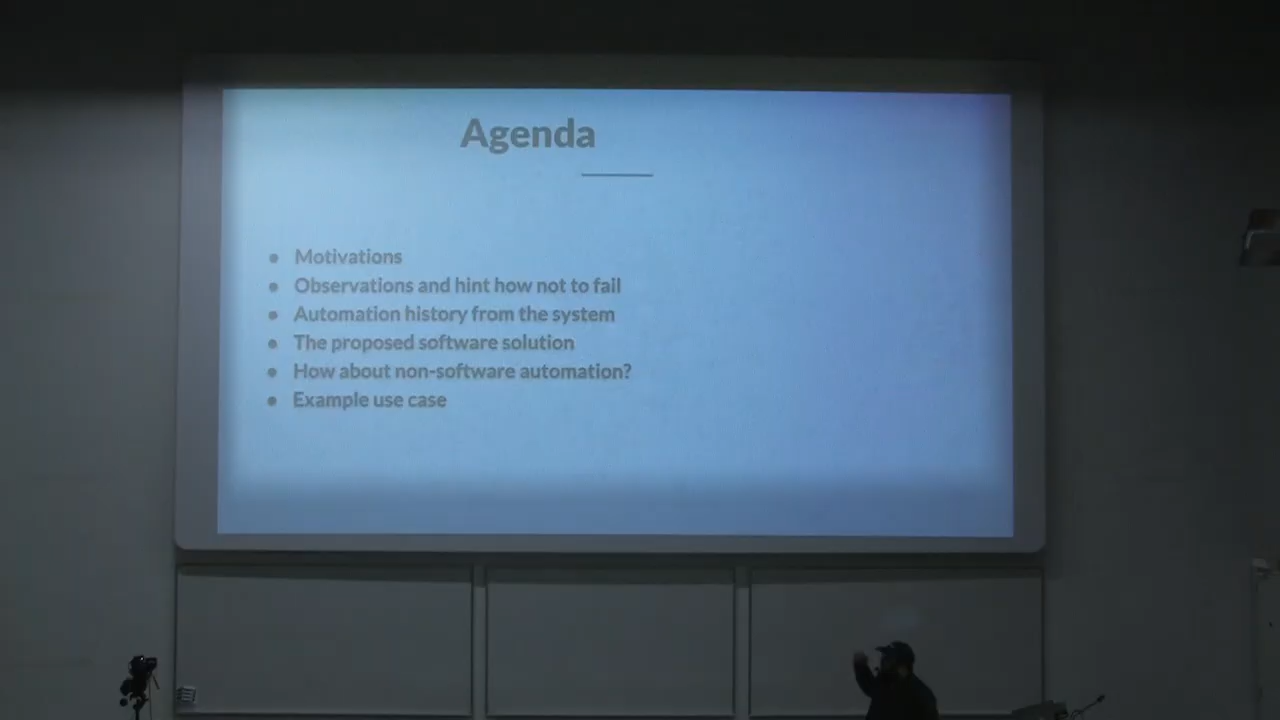 Agenda
• Motivations
• Observations and hint how not to fail
• Automation history from the system
• The proposed software solution
• How about non-software automation?
• Example use case